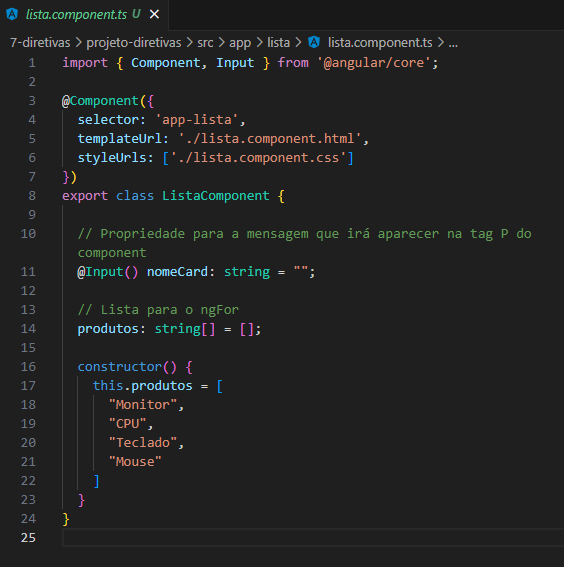 lista.component.ts U
7-diretivas > projeto-diretivas > src > app > lista > lista.component.ts > ...
1 import { Component, Input } from '@angular/core';
2
3 @Component({
4   selector: 'app-lista',
5   templateUrl: './lista.component.html',
6   styleUrls: ['./lista.component.css']
7 })
8 export class ListaComponent {
9
10   // Propriedade para a mensagem que irá aparecer na tag P do
component
11   @Input() nomeCard: string = "";
12
13   // Lista para o ngFor
14   produtos: string[] = [];
15
16   constructor() {
17     this.produtos = [
18       "Monitor",
19       "CPU",
20       "Teclado",
21       "Mouse"
22     ]
23   }
24 }
25